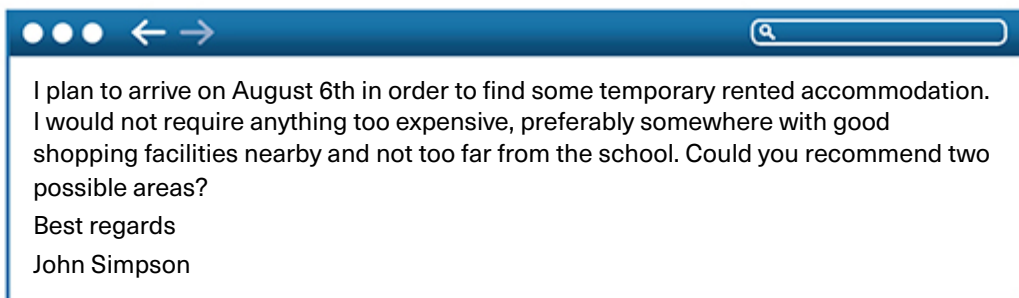 I plan to arrive on August 6th in order to find some temporary rented accommodation.
I would not require anything too expensive, preferably somewhere with good
shopping facilities nearby and not too far from the school. Could you recommend two
possible areas?
Best regards
John Simpson